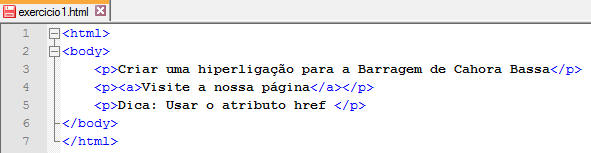 exercicio1.html
1 <html>
2 <body>
3 <p>Criar uma hiperligação para a Barragem de Cahora Bassa</p>
4 <p><a>Visite a nossa página</a></p>
5 <p>Dica: Usar o atributo href </p>
6 </body>
7 </html>